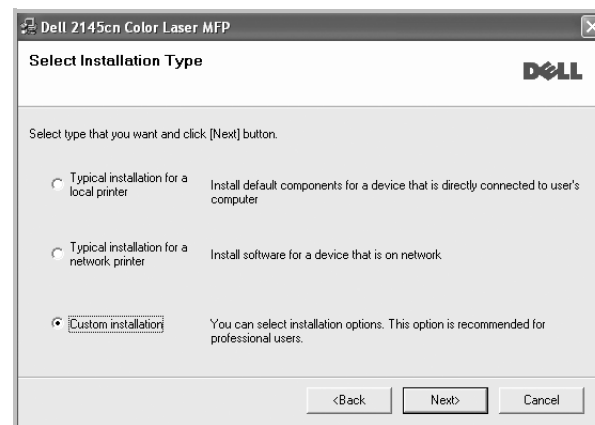 Dell 2145cn Color Laser MFP
Select Installation Type
DELL
Select type that you want and click [Next] button.
Typical installation for a
local printer
Install default components for a device that is directly connected to user's
computer
Typical installation for a
network printer
Install software for a device that is on network
Custom installation
You can select installation options. This option is recommended for
professional users.
<Back
Next>
Cancel